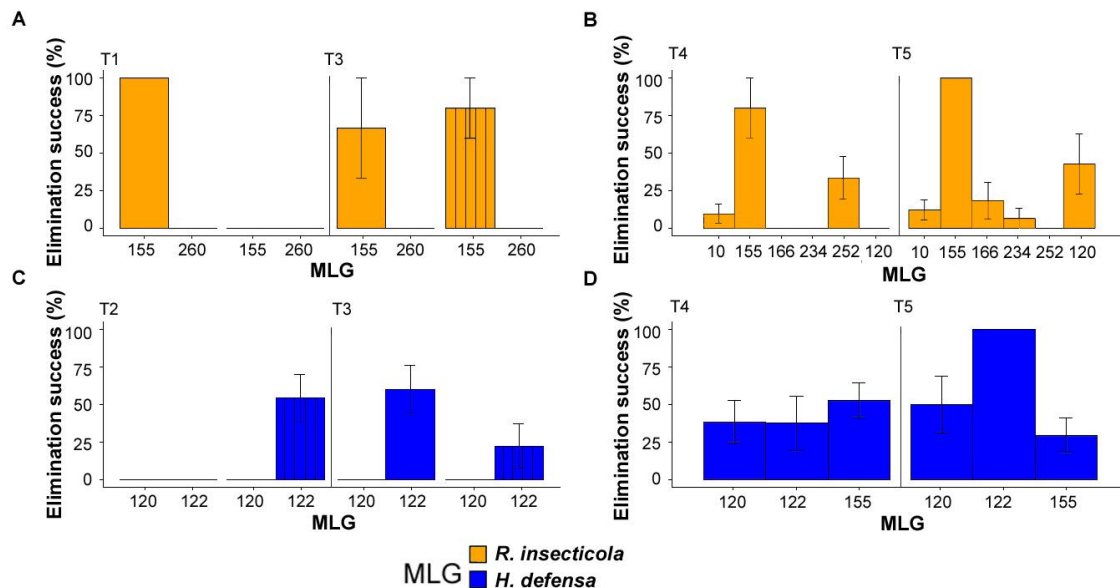 A
Elimination success (%)
T1
T3
100
75
50
25
0
155 260 155 260 155 260 155 260
MLG
B
Elimination success (%)
T4
T5
100
75
50
25
0
10 155 166 234 252 120 10 155 166 234 252 120
MLG
C
Elimination success (%)
T2
T3
100
75
50
25
0
120 122 120 122 120 122 120 122
MLG
D
Elimination success (%)
T4
T5
100
75
50
25
0
120 122 155 120 122 155
MLG
MLG
R. insecticola
H. defensa